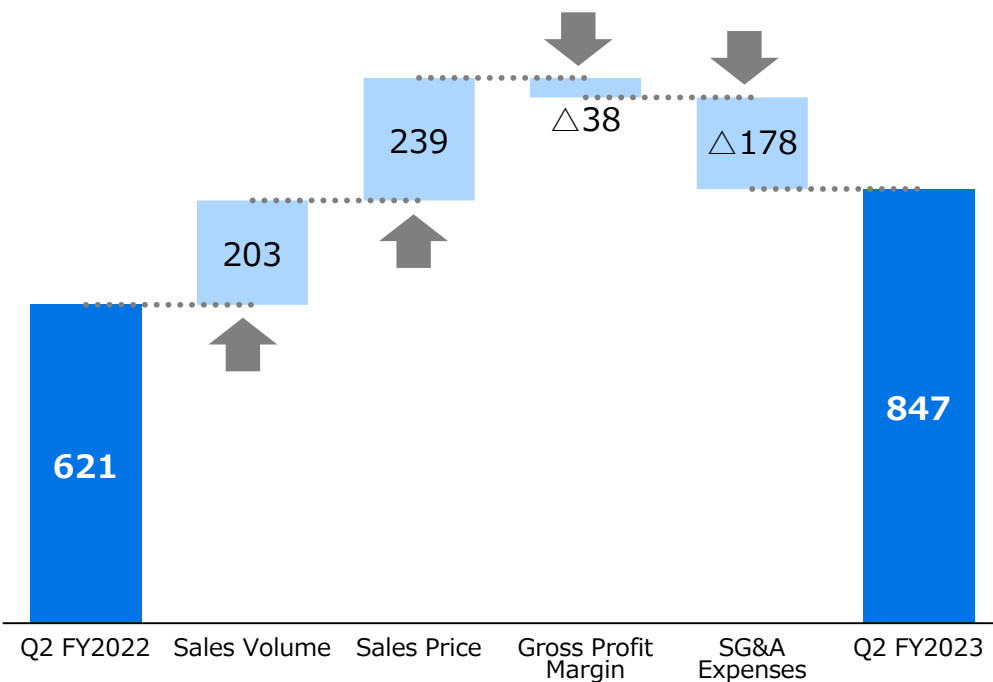 △38
239
△178
203
847
621
Q2 FY2022
Sales Volume
Sales Price
Gross Profit
Margin
SG&A
Expenses
Q2 FY2023